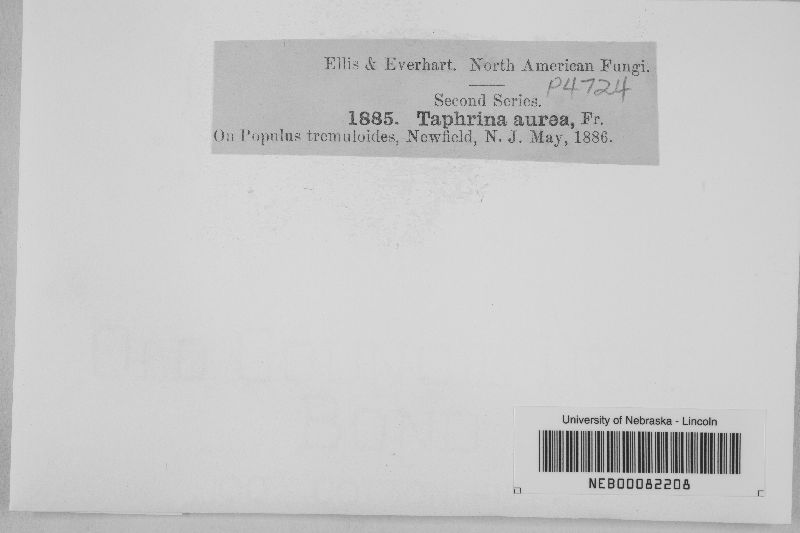 Ellis & Everhart. North American Fungi.
P4724
Second Series.
1885. Taphrina aurea, Fr.
On Populus tremuloides, Newfield, N. J. May, 1886.
University of Nebraska - Lincoln
NEB00082208